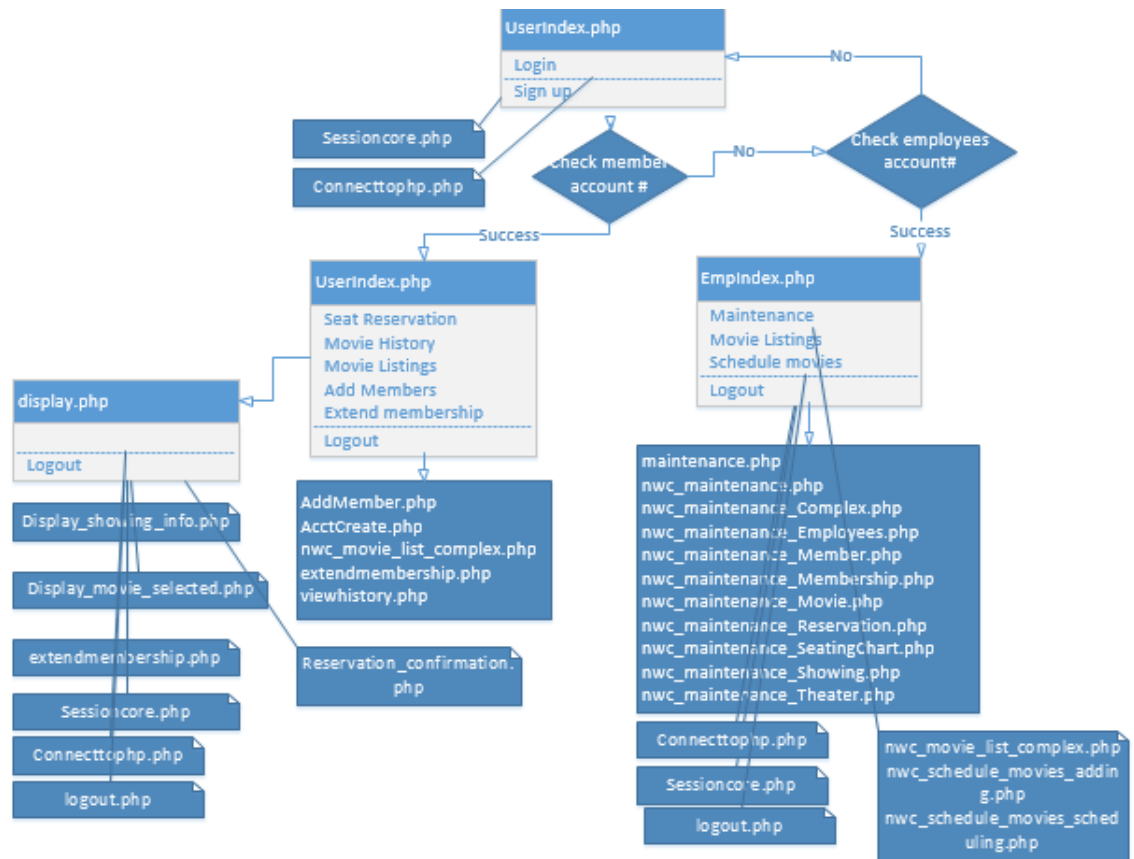 UserIndex.php
Login
Sign up
No
Sessioncore.php
Connecttophp.php
Check member
account #
No
Check employees
account#
Success
Success
UserIndex.php
Seat Reservation
Movie History
Movie Listings
Add Members
Extend membership
Logout
EmpIndex.php
Maintenance
Movie Listings
Schedule movies
Logout
display.php
Logout
Display_showing_info.php
Display_movie_selected.php
extendmembership.php
Sessioncore.php
Connecttophp.php
logout.php
AddMember.php
AcctCreate.php
nwc_movie_list_complex.php
extendmembership.php
viewhistory.php
Reservation_confirmation.
php
maintenance.php
nwc_maintenance.php
nwc_maintenance_Complex.php
nwc_maintenance_Employees.php
nwc_maintenance_Member.php
nwc_maintenance_Membership.php
nwc_maintenance_Movie.php
nwc_maintenance_Reservation.php
nwc_maintenance_SeatingChart.php
nwc_maintenance_Showing.php
nwc_maintenance_Theater.php
Connecttophp.php
Sessioncore.php
logout.php
nwc_movie_list_complex.php
nwc_schedule_movies_addin
g.php
nwc_schedule_movies_sched
uling.php